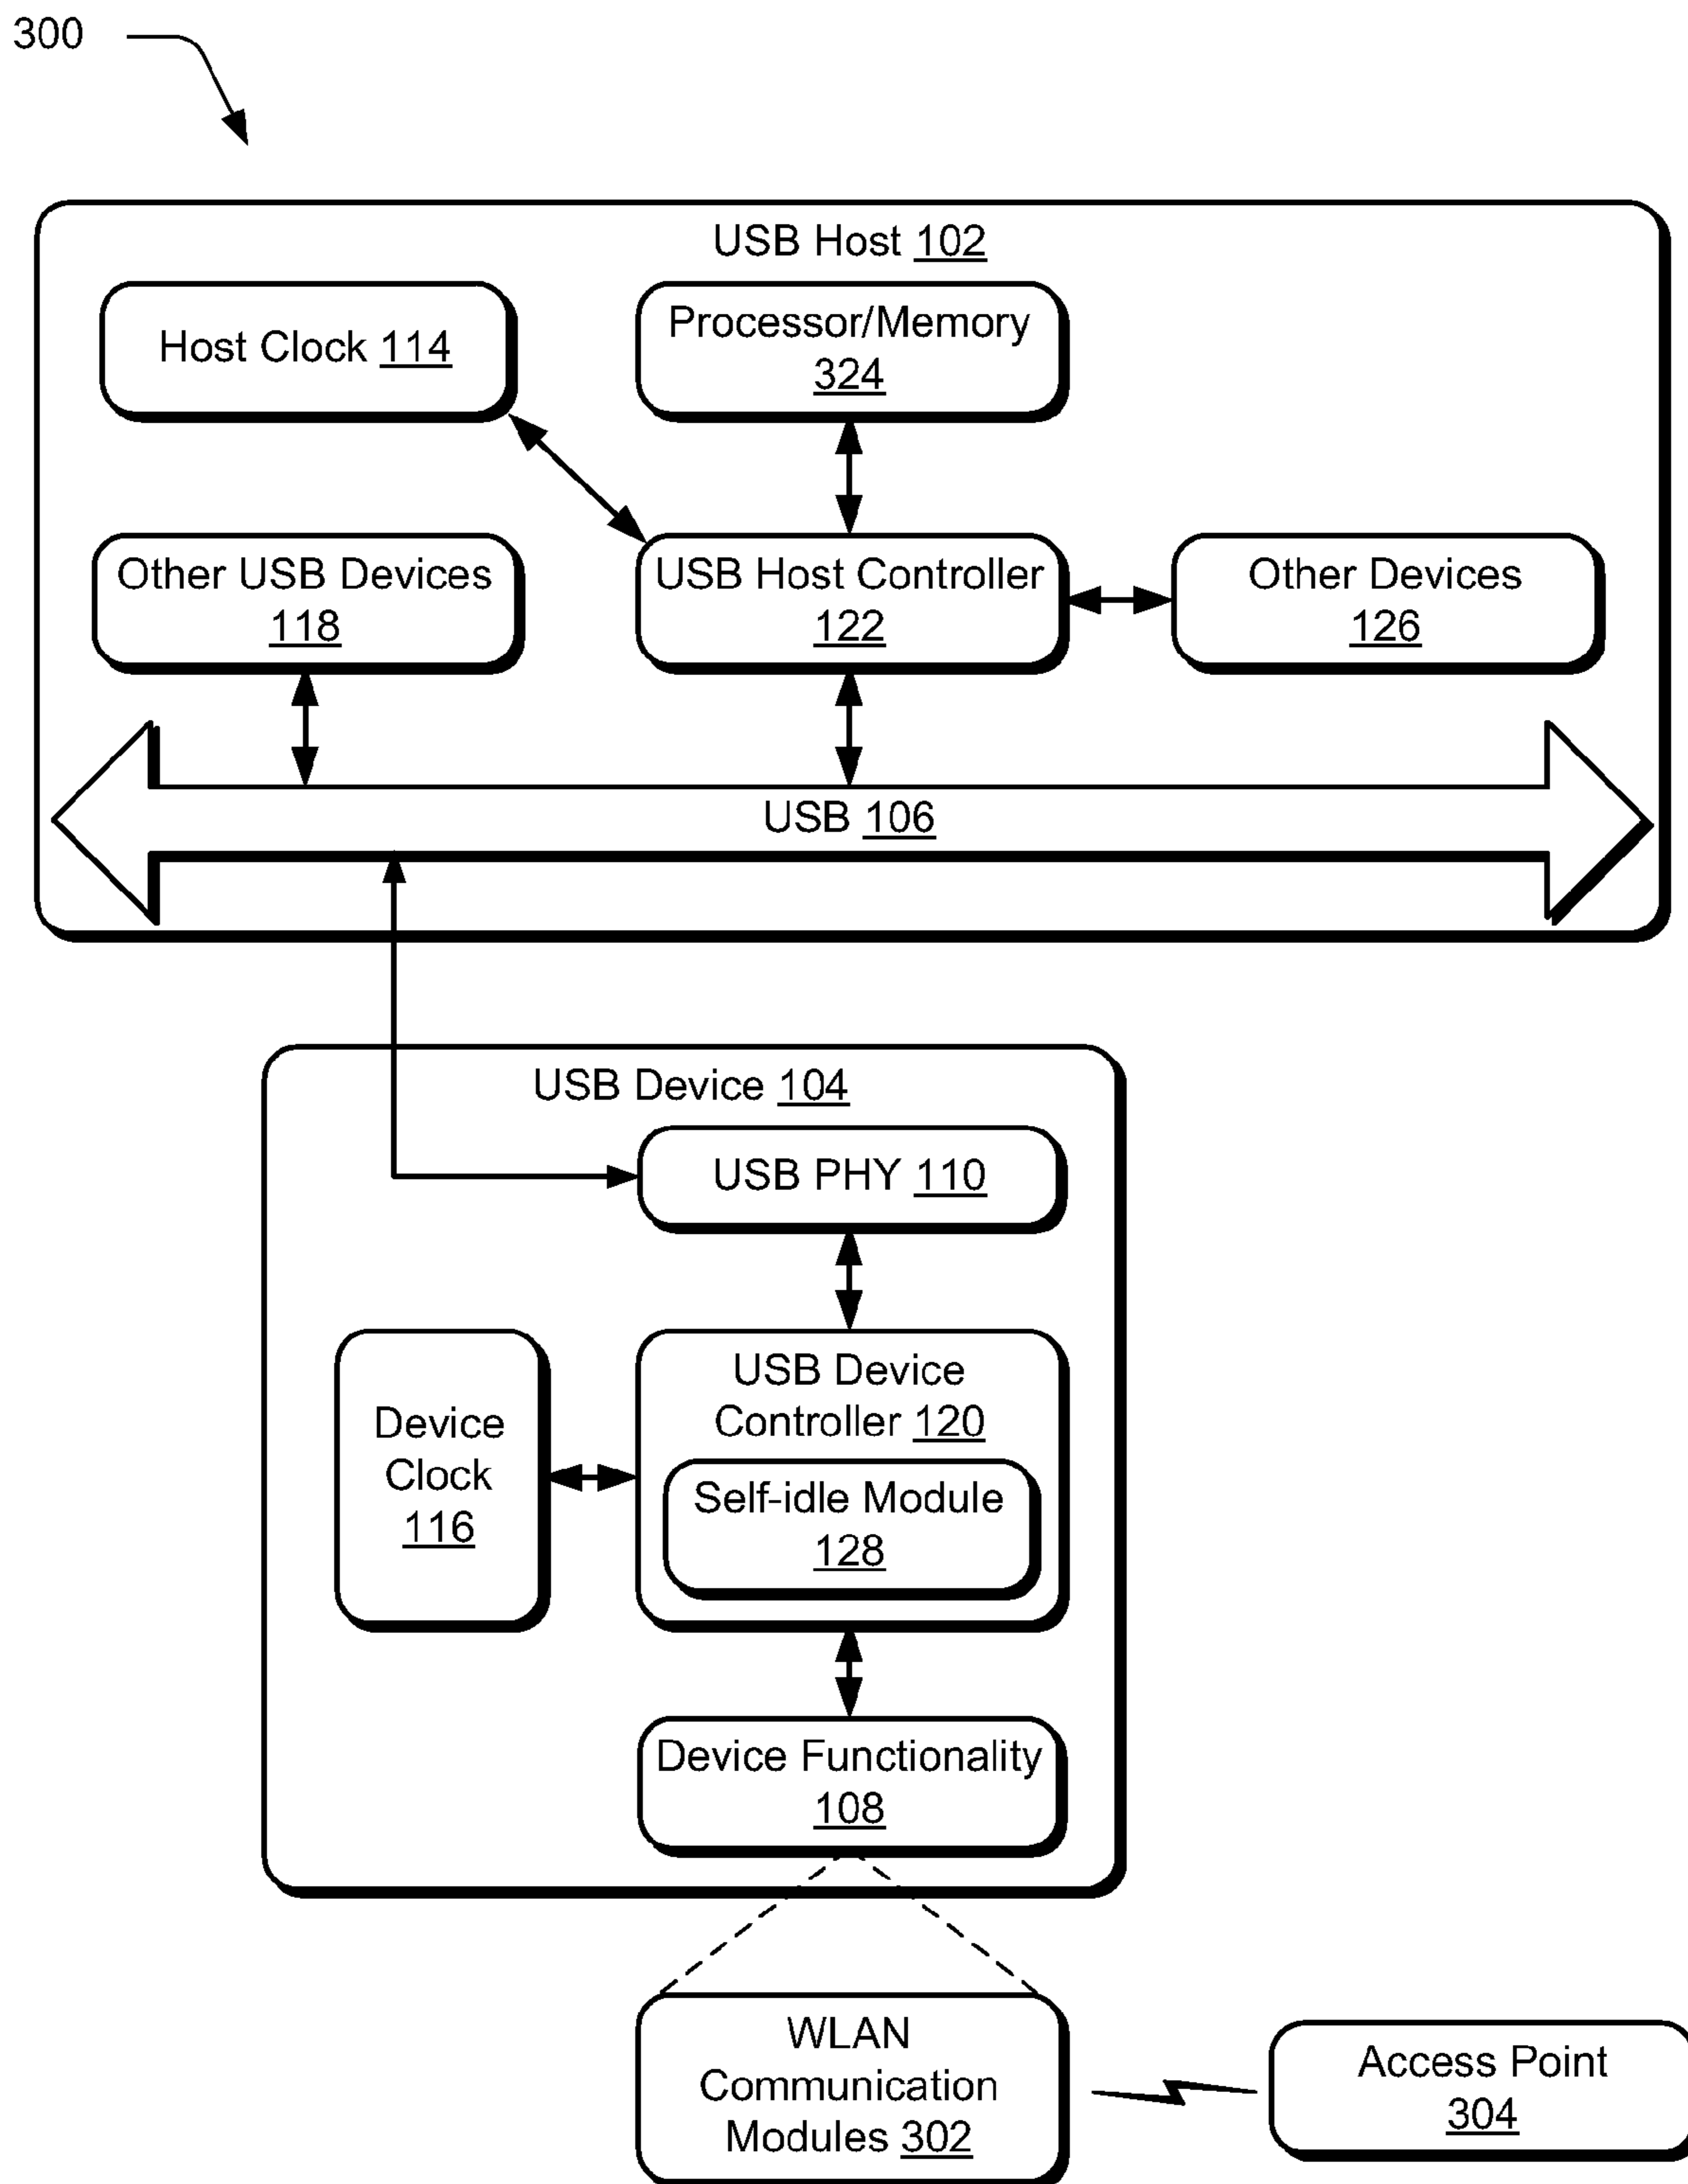 300
USB Host 102
Host Clock 114
Processor/Memory
324
Other USB Devices
118
USB Host Controller
122
Other Devices
126
USB 106
USB Device 104
USB PHY 110
Device
Clock
116
USB Device
Controller 120
Self-idle Module
128
Device Functionality
108
WLAN
Communication
Modules 302
Access Point
304